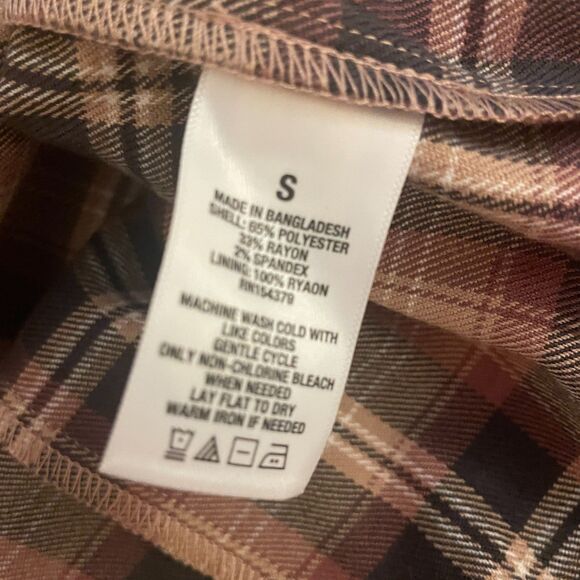 S
MADE IN BANGLADESH
SHELL: 65% POLYESTER
33% RAYON
2% SPANDEX
LINING: 100% RYAON
RN154379
MACHINE WASH COLD WITH
LIKE COLORS
GENTLE CYCLE
ONLY NON-CHLORINE BLEACH
WHEN NEEDED
LAY FLAT TO DRY
WARM IRON IF NEEDED